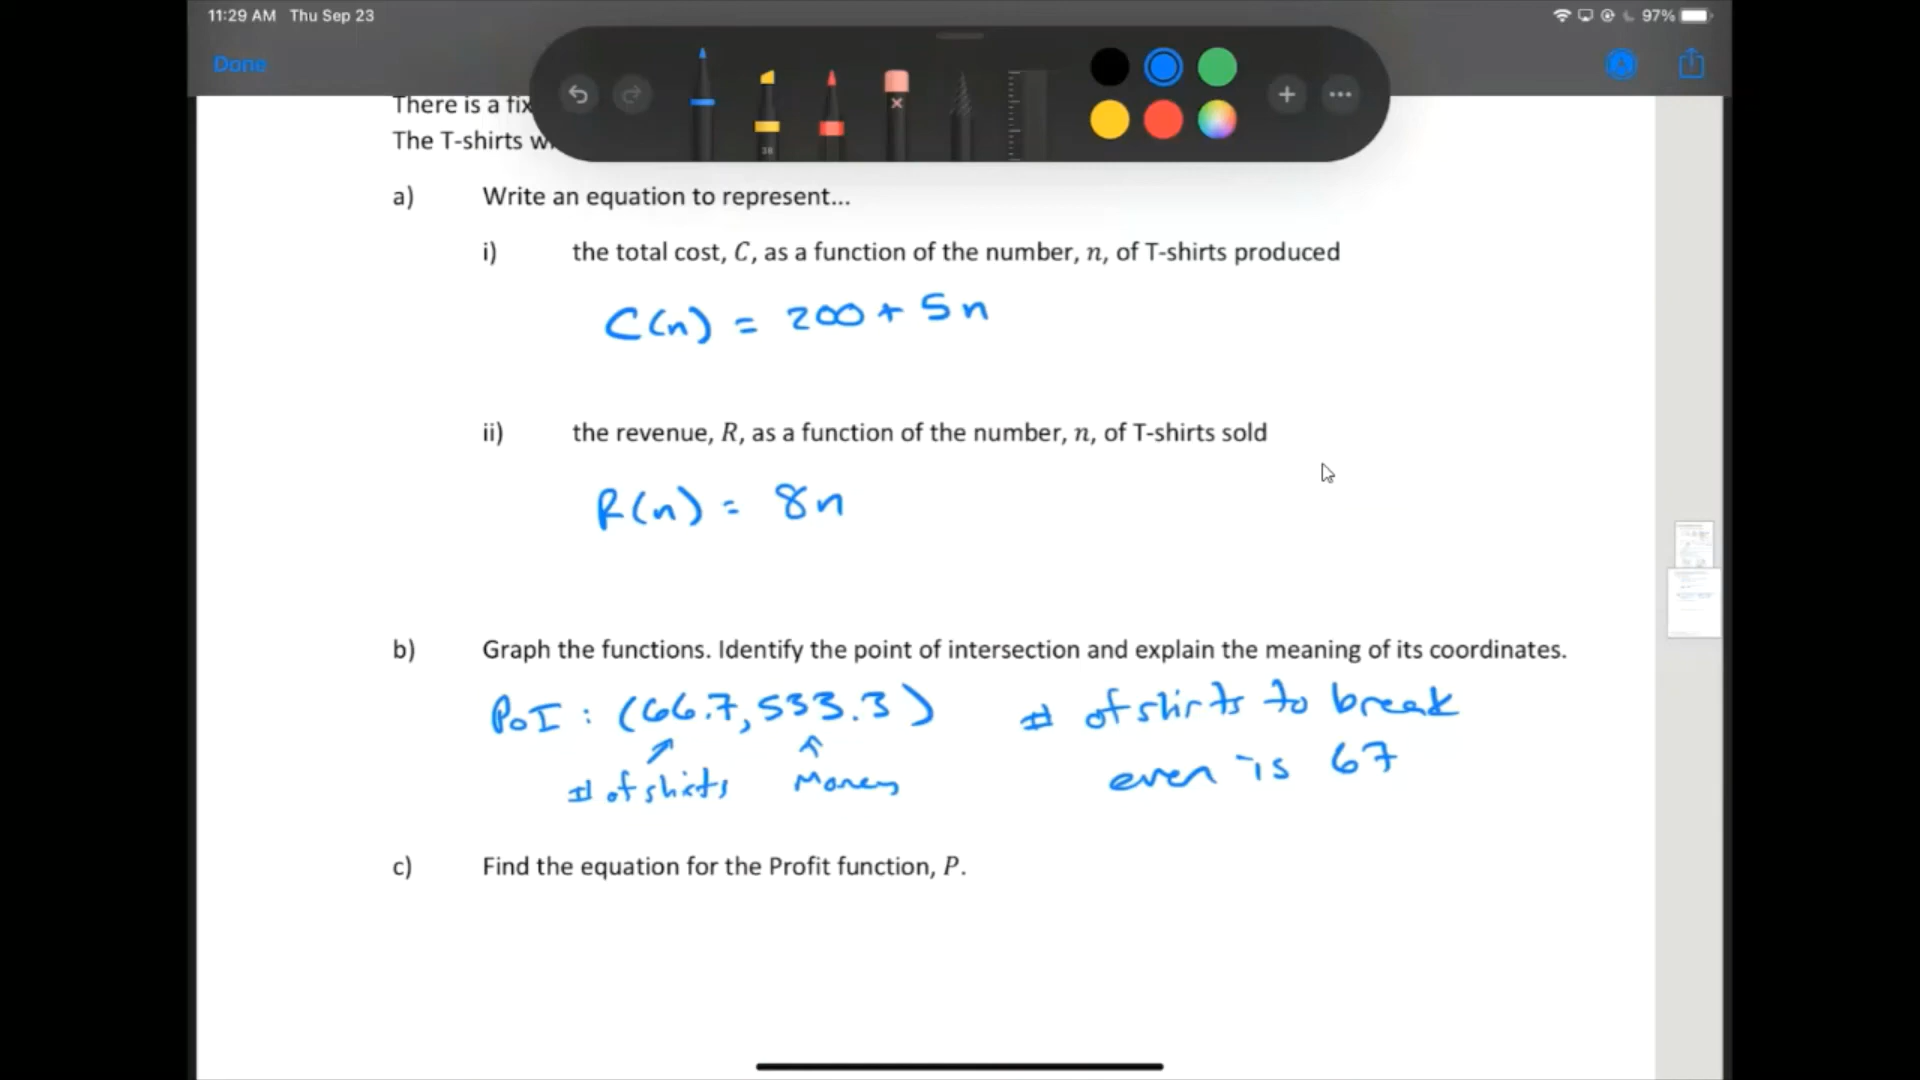 11:29 AM Thu Sep 23
97%
Done
There is a fix
The T-shirts w
38
a) Write an equation to represent...
i) the total cost, C, as a function of the number, n, of T-shirts produced
C(n) = 200 + 5n
ii) the revenue, R, as a function of the number, n, of T-shirts sold
R(n) = 8n
b) Graph the functions. Identify the point of intersection and explain the meaning of its coordinates.
PoI : (66.7, 533.3) # of shirts to break
# of shirts Money even is 67
c) Find the equation for the Profit function, P.